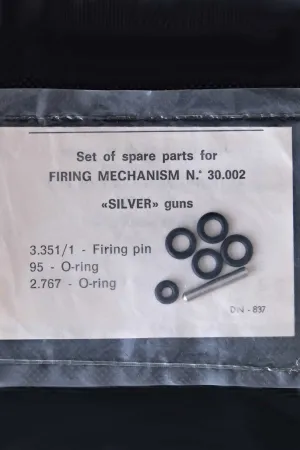 Set of spare parts for
FIRING MECHANISM N.° 30.002
«SILVER» guns
3.351/1 - Firing pin
95 - O-ring
2.767 - O-ring
DIN - 837